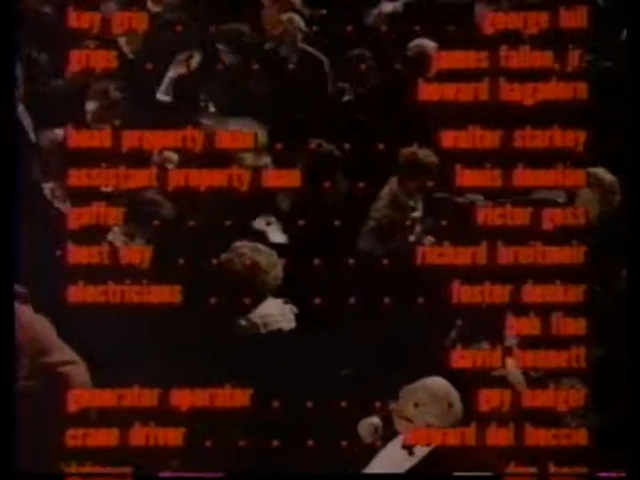 key grip . . . . . . george hill
grips . . . . . . james fallon, jr.
howard hagadorn
head property man . . . . walter starkey
assistant property man . . . louis donelan
gaffer . . . . . . . victor goss
best boy . . . . . . . richard breitmeir
electricians . . . . . . . foster denker
bob fine
david bennett
generator operator . . . . guy badger
crane driver . . . . . . edward del boccio